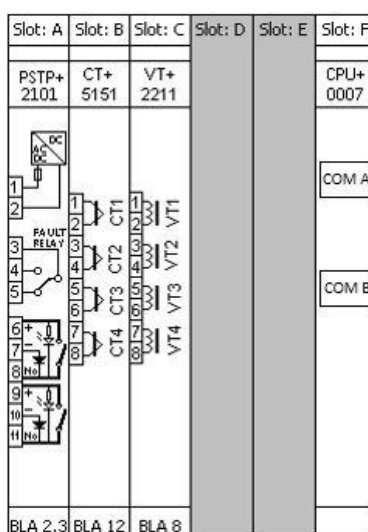 Slot: A Slot: B Slot: C Slot: D Slot: E Slot: F
PSTP+ CT+ VT+ CPU+
2101 5151 2211 0007
AC DC
DC
1
2
FAULT
RELAY
3
4
5
6 +
7 -
8 No
9 +
10 -
11 No
1
2
CT1
3
4
CT2
5
6
CT3
7
8
CT4
1
2
VT1
3
4
VT2
5
6
VT3
7
8
VT4
COM A
COM B
BLA 2,3 BLA 12 BLA 8